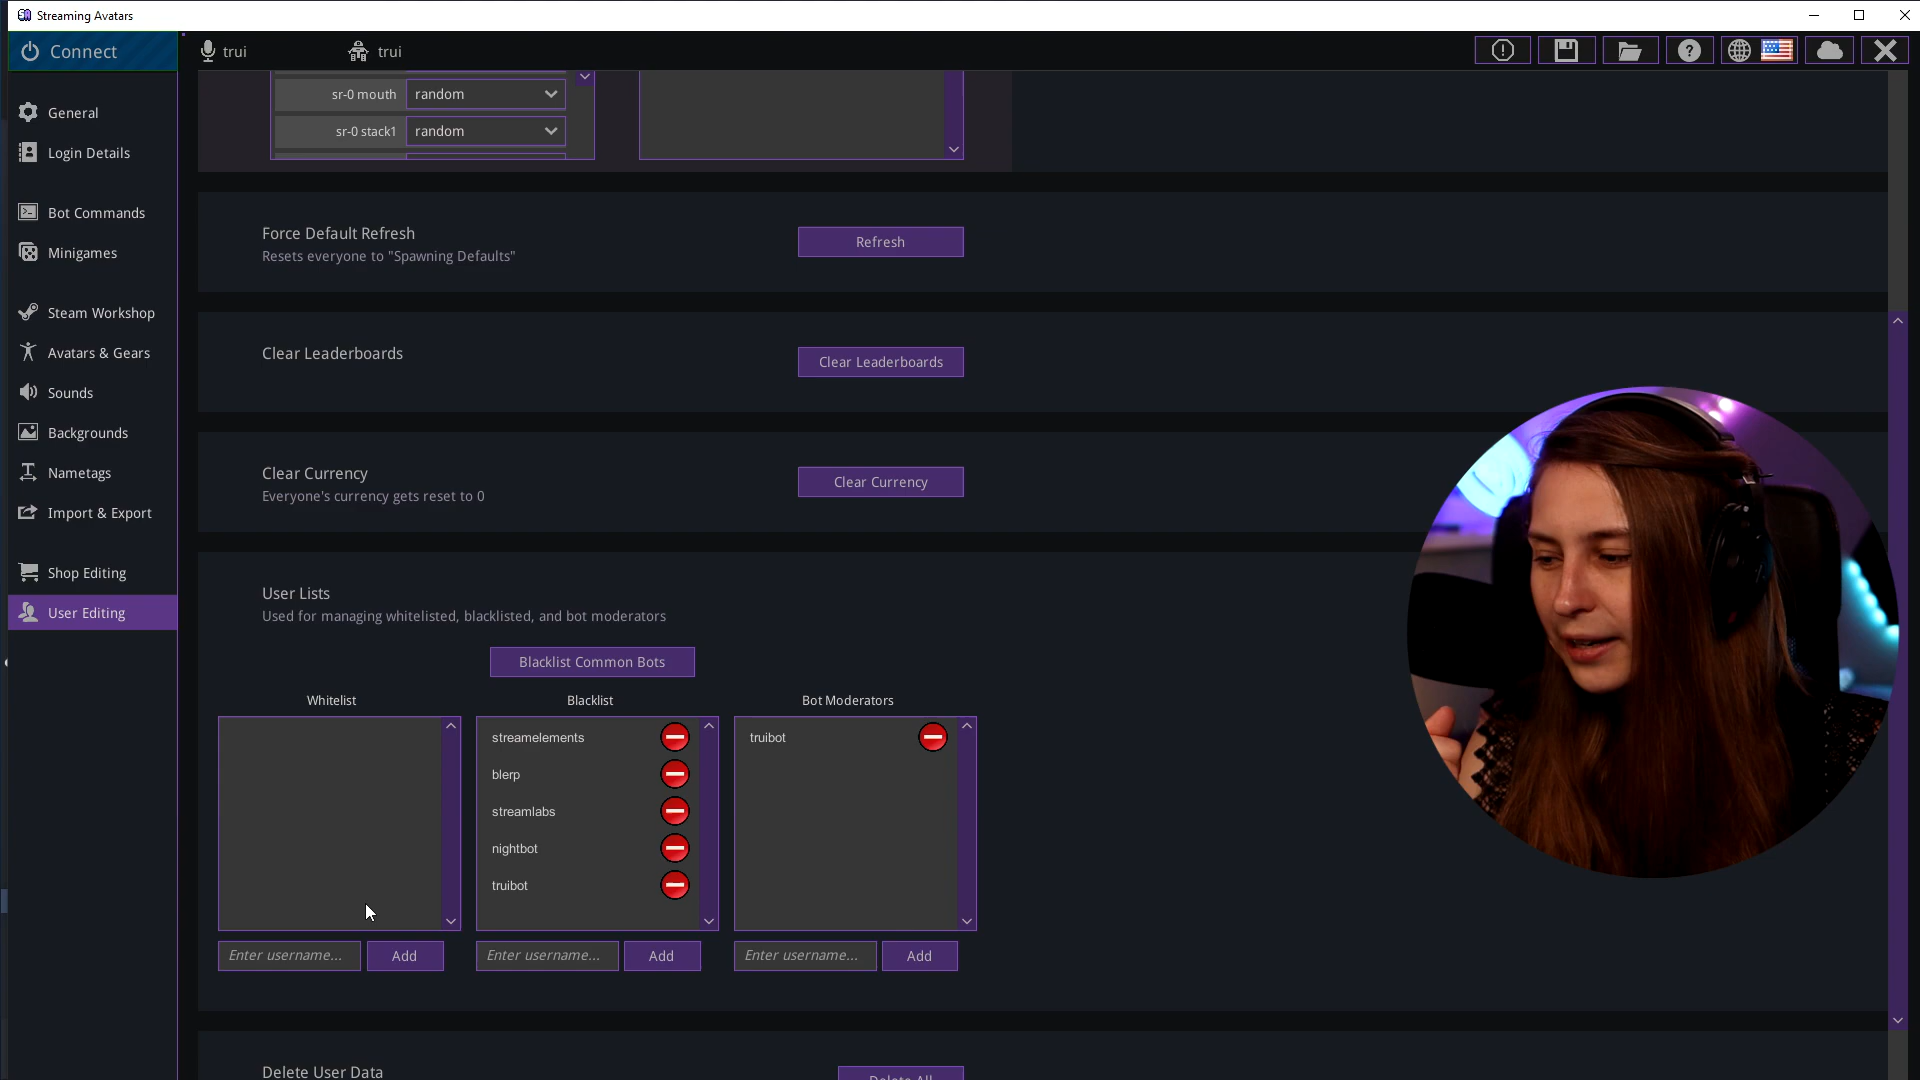 Streaming Avatars
Connect
trui
trui
General
Login Details
Bot Commands
Minigames
Steam Workshop
Avatars & Gears
Sounds
Backgrounds
Nametags
Import & Export
Shop Editing
User Editing
sr-0 mouth
random
sr-0 stack1
random
Force Default Refresh
Resets everyone to "Spawning Defaults"
Refresh
Clear Leaderboards
Clear Leaderboards
Clear Currency
Everyone's currency gets reset to 0
Clear Currency
User Lists
Used for managing whitelisted, blacklisted, and bot moderators
Blacklist Common Bots
Whitelist
Enter username...
Add
Blacklist
streamelements
blerp
streamlabs
nightbot
truibot
Enter username...
Add
Bot Moderators
truibot
Enter username...
Add
Delete User Data
Delete All